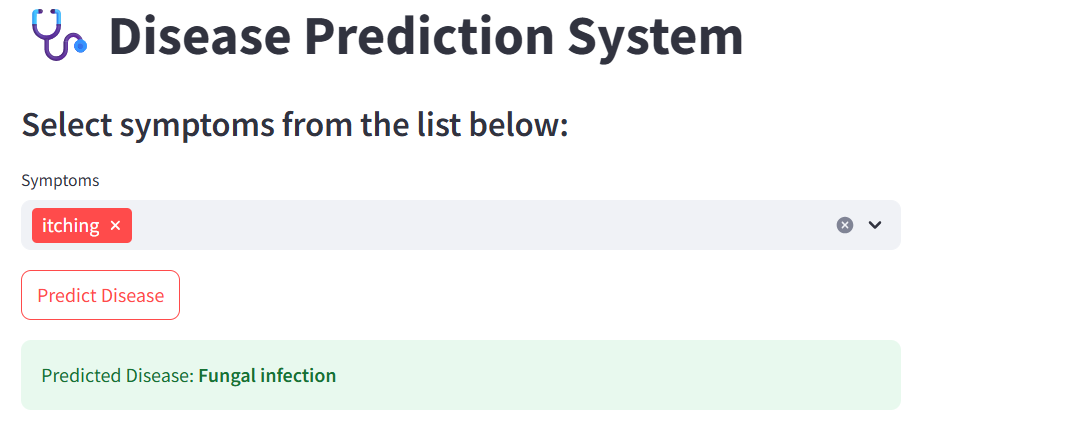 Disease Prediction System
Select symptoms from the list below:
Symptoms
itching ×
Predict Disease
Predicted Disease: Fungal infection